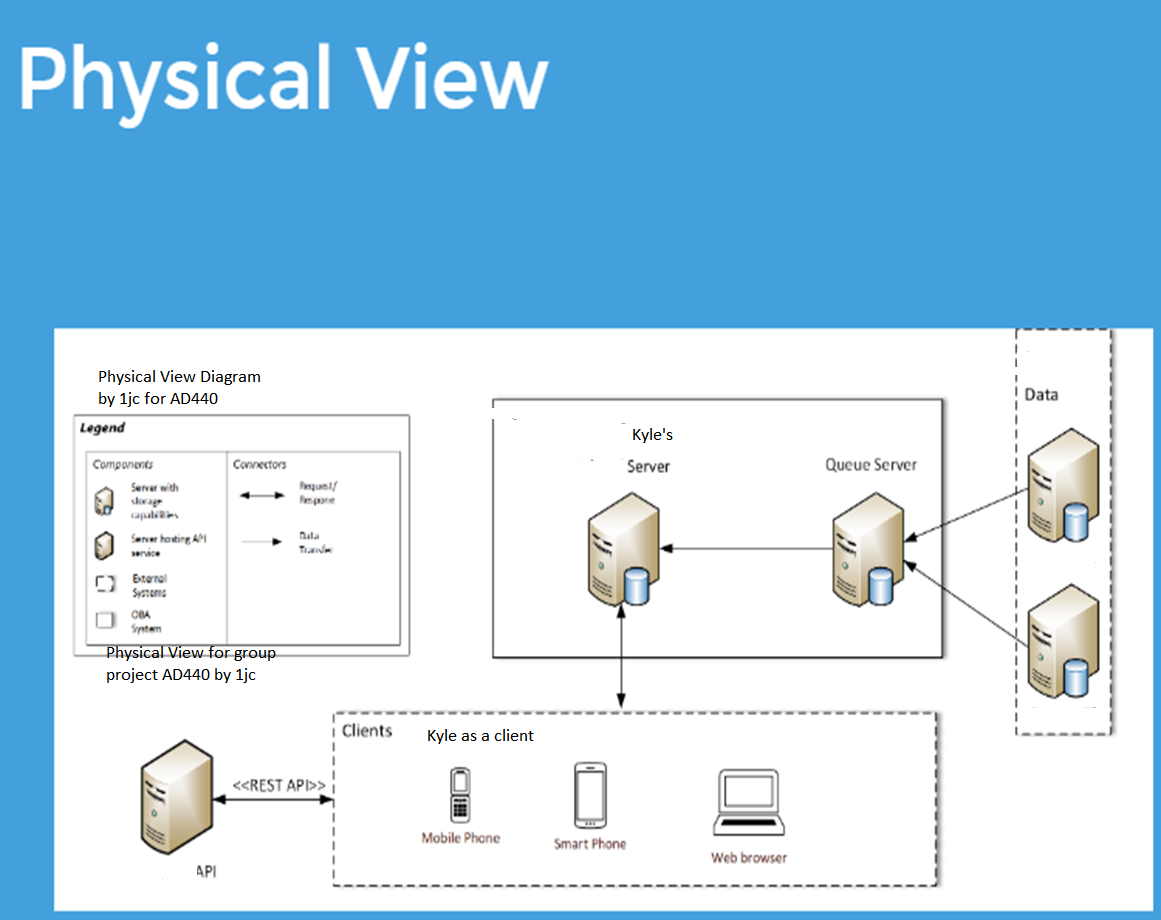 Physical View
Physical View Diagram
by 1jc for AD440
Legend
Components
Server with
storage
capabilities
Server hosting API
service
External
Systems
OBA
System
Connectors
Request/
Response
Data
Transfer
Physical View for group
project AD440 by 1jc
Kyle's
Server
Queue Server
Data
Clients
Kyle as a client
Mobile Phone
Smart Phone
Web browser
<<REST API>>
API